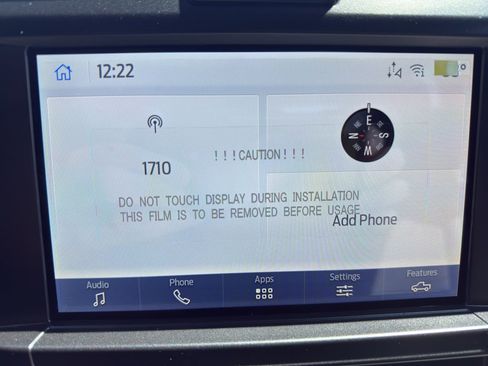 12:22
1710
! ! !CAUTION! ! !
DO NOT TOUCH DISPLAY DURING INSTALLATION
THIS FILM IS TO BE REMOVED BEFORE USAGE
E
N
S
W
Add Phone
Audio
Phone
Apps
Settings
Features